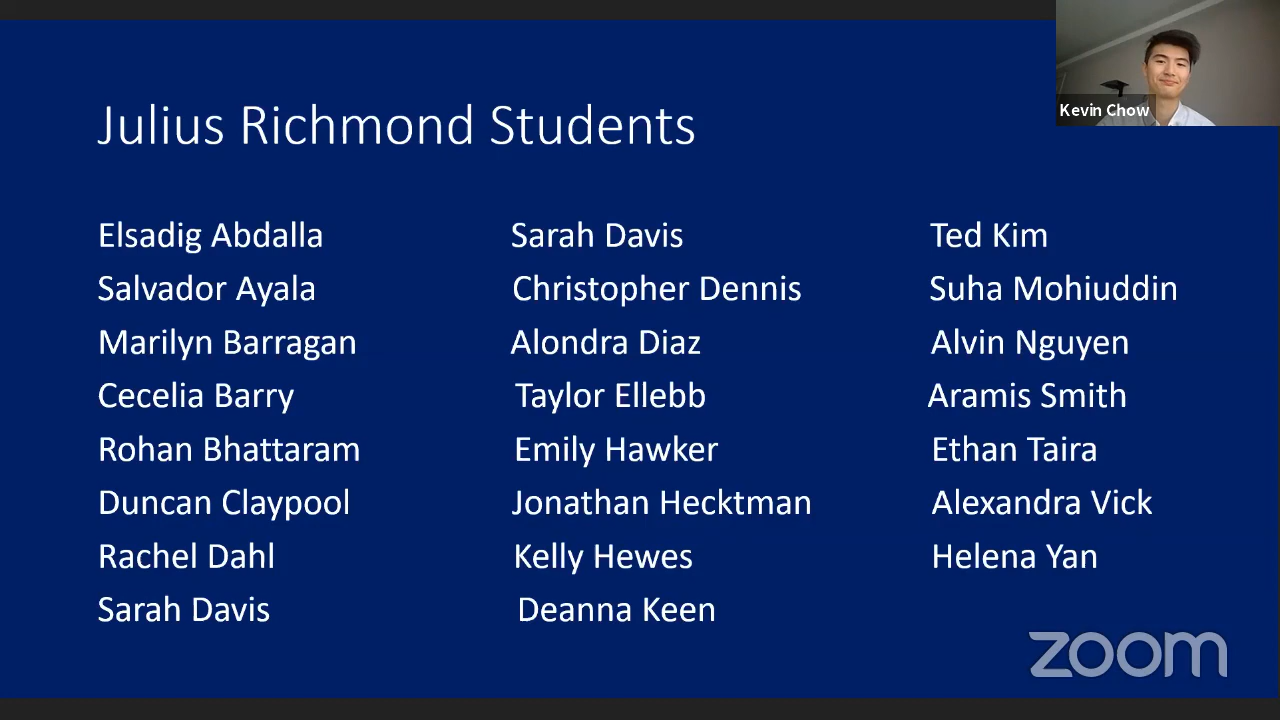 Kevin Chow
Julius Richmond Students
Elsadig Abdalla
Salvador Ayala
Marilyn Barragan
Cecelia Barry
Rohan Bhattaram
Duncan Claypool
Rachel Dahl
Sarah Davis
Sarah Davis
Christopher Dennis
Alondra Diaz
Taylor Ellebb
Emily Hawker
Jonathan Hecktman
Kelly Hewes
Deanna Keen
Ted Kim
Suha Mohiuddin
Alvin Nguyen
Aramis Smith
Ethan Taira
Alexandra Vick
Helena Yan
zoom